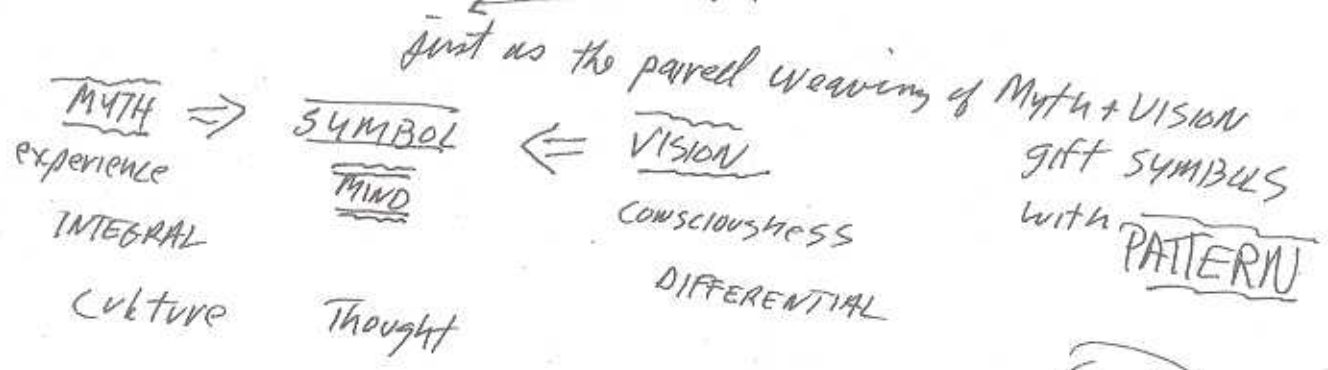 just as the paired weaving of Myth + VISION
gift SYMBOLS
with PATTERN
MYTH ⇒ SYMBOL ⇐ VISION
experience MIND consciousness
INTEGRAL DIFFERENTIAL
Culture Thought